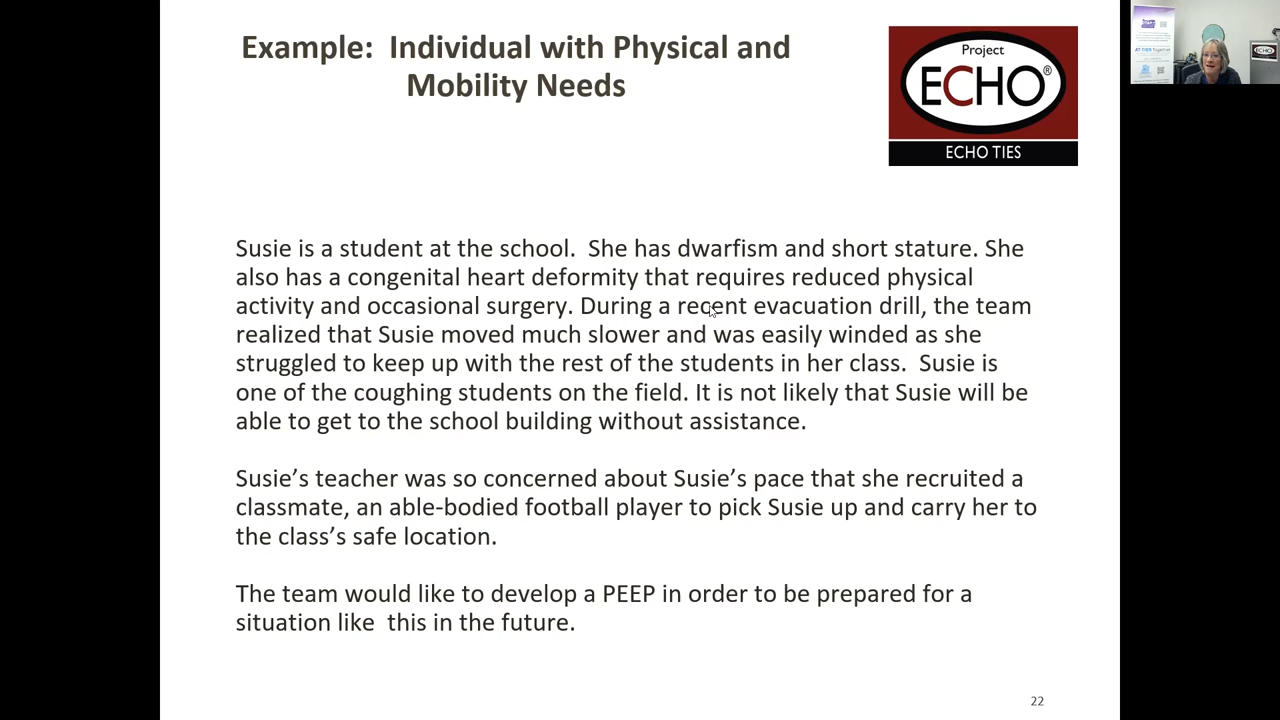 Example:  Individual with Physical and
Mobility Needs
Project
ECHO®
ECHO TIES
Susie is a student at the school.  She has dwarfism and short stature. She
also has a congenital heart deformity that requires reduced physical
activity and occasional surgery. During a recent evacuation drill, the team
realized that Susie moved much slower and was easily winded as she
struggled to keep up with the rest of the students in her class.  Susie is
one of the coughing students on the field. It is not likely that Susie will be
able to get to the school building without assistance.
Susie’s teacher was so concerned about Susie’s pace that she recruited a
classmate, an able-bodied football player to pick Susie up and carry her to
the class’s safe location.
The team would like to develop a PEEP in order to be prepared for a
situation like  this in the future.
22